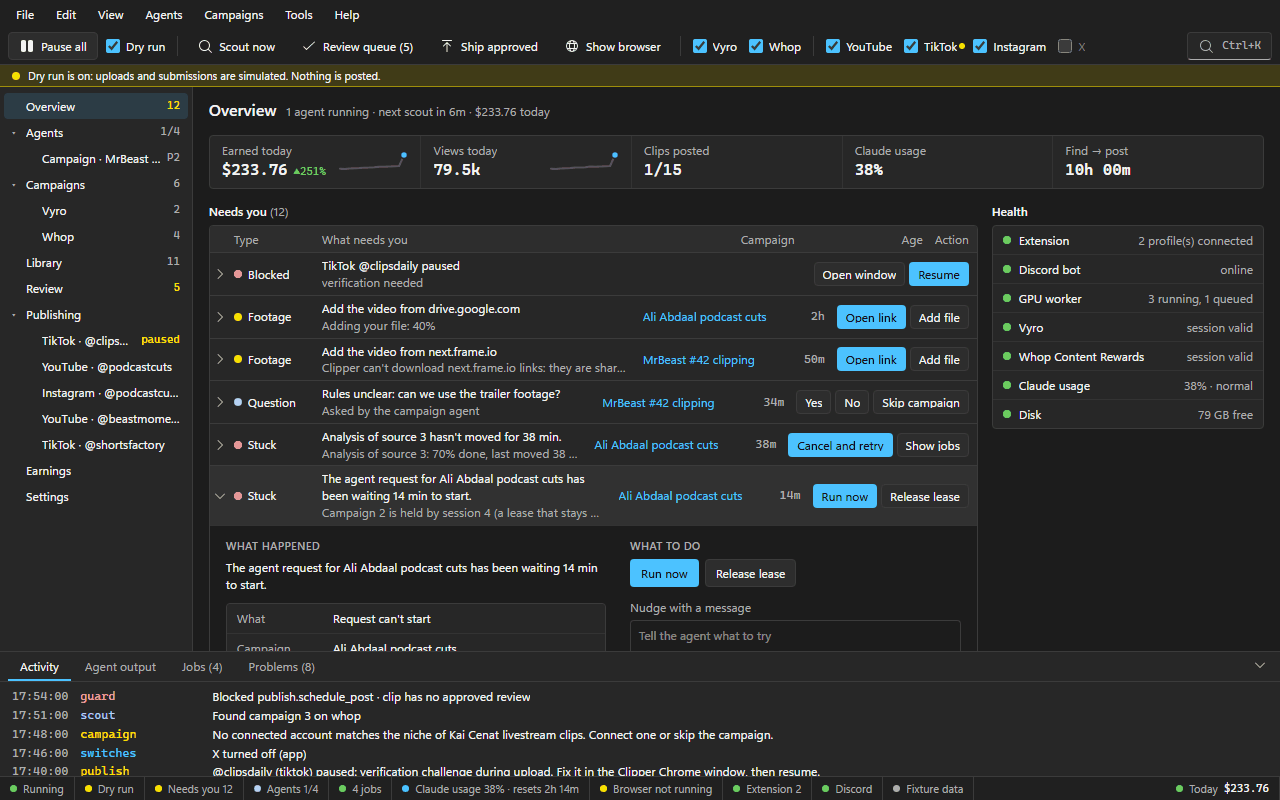 File Edit View Agents Campaigns Tools Help
Pause all Dry run Scout now Review queue (5) Ship approved Show browser Vyro Whop YouTube TikTok Instagram X Ctrl+K
Dry run is on: uploads and submissions are simulated. Nothing is posted.
Overview 12
Agents 1/4
Campaign · MrBeast ... P2
Campaigns 6
Vyro 2
Whop 4
Library 11
Review 5
Publishing
TikTok · @clips... paused
YouTube · @podcastcuts
Instagram · @podcastcu...
YouTube · @beastmome...
TikTok · @shortsfactory
Earnings
Settings
Overview 1 agent running · next scout in 6m · $233.76 today
Earned today
$233.76 ▲251%
Views today
79.5k
Clips posted
1/15
Claude usage
38%
Find → post
10h 00m
Needs you (12)
Type What needs you Campaign Age Action
Blocked TikTok @clipsdaily paused
verification needed
Open window Resume
Footage Add the video from drive.google.com
Adding your file: 40%
Ali Abdaal podcast cuts 2h Open link Add file
Footage Add the video from next.frame.io
Clipper can't download next.frame.io links: they are shar...
MrBeast #42 clipping 50m Open link Add file
Question Rules unclear: can we use the trailer footage?
Asked by the campaign agent
MrBeast #42 clipping 34m Yes No Skip campaign
Stuck Analysis of source 3 hasn't moved for 38 min.
Analysis of source 3: 70% done, last moved 38 ...
Ali Abdaal podcast cuts 38m Cancel and retry Show jobs
Stuck The agent request for Ali Abdaal podcast cuts has
been waiting 14 min to start.
Campaign 2 is held by session 4 (a lease that stays ...
Ali Abdaal podcast cuts 14m Run now Release lease
WHAT HAPPENED
The agent request for Ali Abdaal podcast cuts has been waiting 14 min
to start.
What Request can't start
Campaign Ali Abdaal podcast cuts
WHAT TO DO
Run now Release lease
Nudge with a message
Tell the agent what to try
Health
Extension 2 profile(s) connected
Discord bot online
GPU worker 3 running, 1 queued
Vyro session valid
Whop Content Rewards session valid
Claude usage 38% · normal
Disk 79 GB free
Activity Agent output Jobs (4) Problems (8)
17:54:00 guard Blocked publish.schedule_post · clip has no approved review
17:51:00 scout Found campaign 3 on whop
17:48:00 campaign No connected account matches the niche of Kai Cenat livestream clips. Connect one or skip the campaign.
17:46:00 switches X turned off (app)
17:40:00 publish @clipsdaily (tiktok) paused: verification challenge during upload. Fix it in the Clipper Chrome window, then resume.
Running Dry run Needs you 12 Agents 1/4 4 jobs Claude usage 38% · resets 2h 14m Browser not running Extension 2 Discord Fixture data Today $233.76